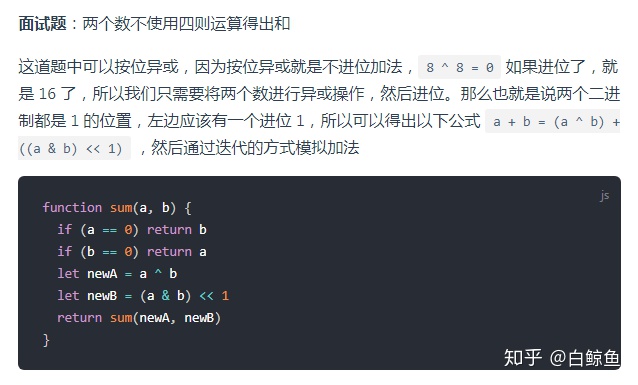 面试题：两个数不使用四则运算得出和
这道题中可以按位异或，因为按位异或就是不进位加法，8 ^ 8 = 0 如果进位了，就
是 16 了，所以我们只需要将两个数进行异或操作，然后进位。那么也就是说两个二进
制都是 1 的位置，左边应该有一个进位 1，所以可以得出以下公式 a + b = (a ^ b) +
((a & b) << 1) ，然后通过迭代的方式模拟加法
js
function sum(a, b) {
  if (a == 0) return b
  if (b == 0) return a
  let newA = a ^ b
  let newB = (a & b) << 1
  return sum(newA, newB)
}
知乎 @白鲸鱼